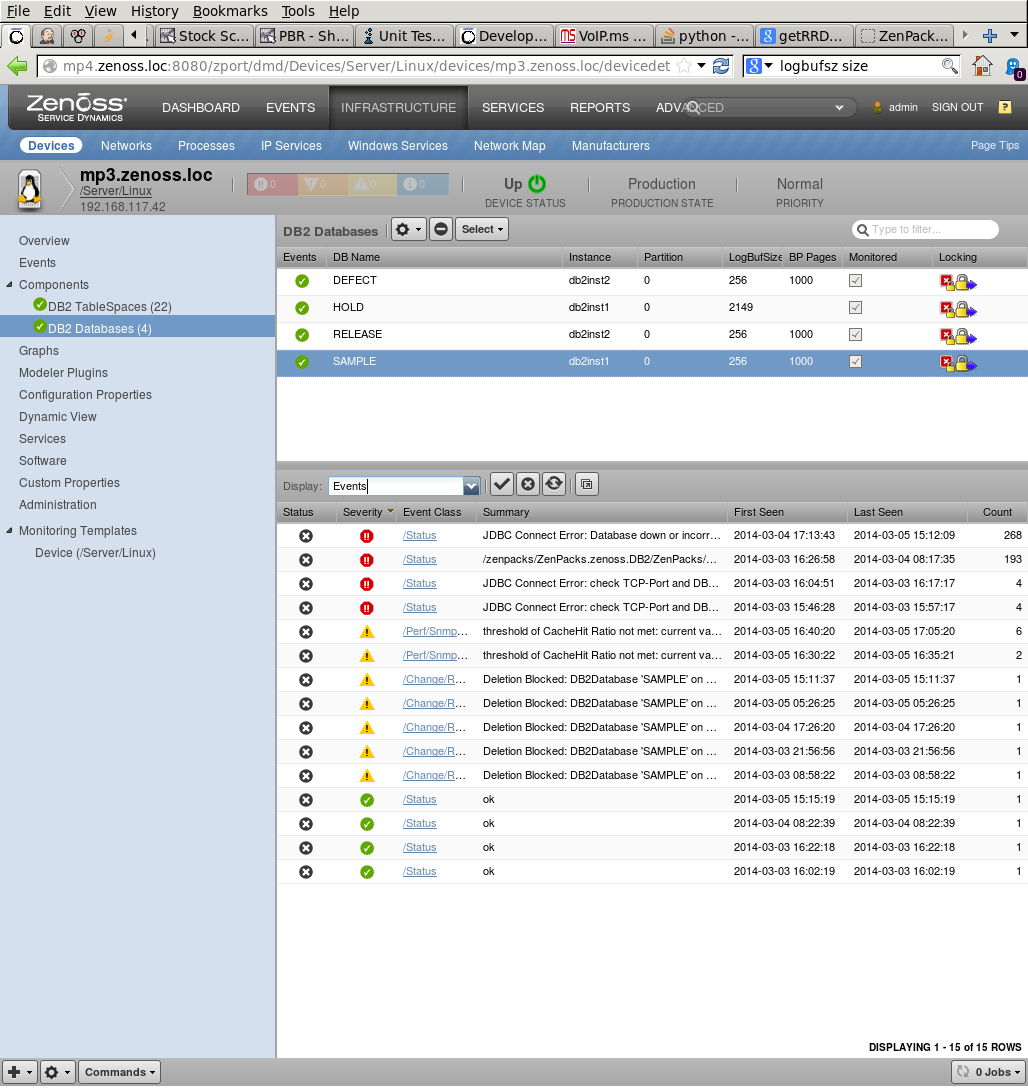 File Edit View History Bookmarks Tools Help
Stock Sc... PBR - Sh... Unit Tes... Develop... VoIP.ms ... python -... getRRD... ZenPack...
mp4.zenoss.loc:8080/zport/dmd/Devices/Server/Linux/devices/mp3.zenoss.loc/devicedet logbufsz size 0
Zenoss SERVICE DYNAMICS DASHBOARD EVENTS INFRASTRUCTURE SERVICES REPORTS ADVANCED admin SIGN OUT ?
Devices Networks Processes IP Services Windows Services Network Map Manufacturers Page Tips
mp3.zenoss.loc
/Server/Linux
192.168.117.42
0 0 0 0
Up DEVICE STATUS
Production PRODUCTION STATE
Normal PRIORITY
Overview
Events
Components
DB2 TableSpaces (22)
DB2 Databases (4)
Graphs
Modeler Plugins
Configuration Properties
Dynamic View
Services
Software
Custom Properties
Administration
Monitoring Templates
Device (/Server/Linux)
DB2 Databases Select Type to filter...
Events DB Name Instance Partition LogBufSize BP Pages Monitored Locking
DEFECT db2inst2 0 256 1000
HOLD db2inst1 0 2149
RELEASE db2inst2 0 256 1000
SAMPLE db2inst1 0 256 1000
Display: Events
Status Severity Event Class Summary First Seen Last Seen Count
/Status JDBC Connect Error: Database down or incorr... 2014-03-04 17:13:43 2014-03-05 15:12:09 268
/Status /zenpacks/ZenPacks.zenoss.DB2/ZenPacks/... 2014-03-03 16:26:58 2014-03-04 08:17:35 193
/Status JDBC Connect Error: check TCP-Port and DB... 2014-03-03 16:04:51 2014-03-03 16:17:17 4
/Status JDBC Connect Error: check TCP-Port and DB... 2014-03-03 15:46:28 2014-03-03 15:57:17 4
/Perf/Snmp... threshold of CacheHit Ratio not met: current va... 2014-03-05 16:40:20 2014-03-05 17:05:20 6
/Perf/Snmp... threshold of CacheHit Ratio not met: current va... 2014-03-05 16:30:22 2014-03-05 16:35:21 2
/Change/R... Deletion Blocked: DB2Database 'SAMPLE' on ... 2014-03-05 15:11:37 2014-03-05 15:11:37 1
/Change/R... Deletion Blocked: DB2Database 'SAMPLE' on ... 2014-03-05 05:26:25 2014-03-05 05:26:25 1
/Change/R... Deletion Blocked: DB2Database 'SAMPLE' on ... 2014-03-04 17:26:20 2014-03-04 17:26:20 1
/Change/R... Deletion Blocked: DB2Database 'SAMPLE' on ... 2014-03-03 21:56:56 2014-03-03 21:56:56 1
/Change/R... Deletion Blocked: DB2Database 'SAMPLE' on ... 2014-03-03 08:58:22 2014-03-03 08:58:22 1
/Status ok 2014-03-05 15:15:19 2014-03-05 15:15:19 1
/Status ok 2014-03-04 08:22:39 2014-03-04 08:22:39 1
/Status ok 2014-03-03 16:22:18 2014-03-03 16:22:18 1
/Status ok 2014-03-03 16:02:19 2014-03-03 16:02:19 1
DISPLAYING 1 - 15 of 15 ROWS
Commands 0 Jobs